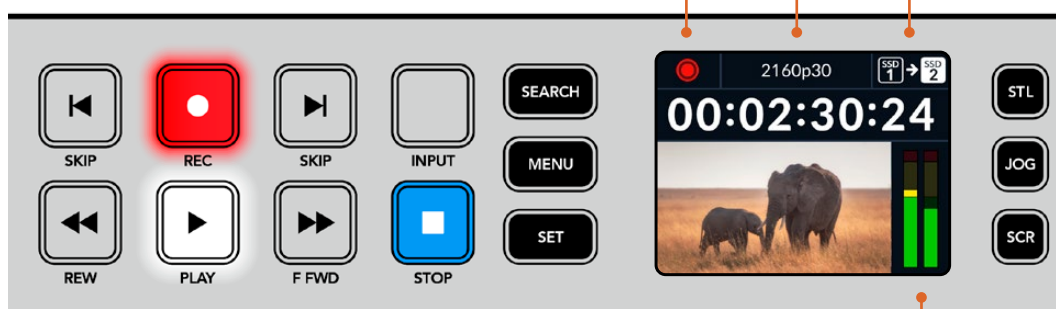 SKIP
REC
SKIP
INPUT
REW
PLAY
F FWD
STOP
SEARCH
MENU
SET
2160p30
SSD
1
SSD
2
00:02:30:24
STL
JOG
SCR